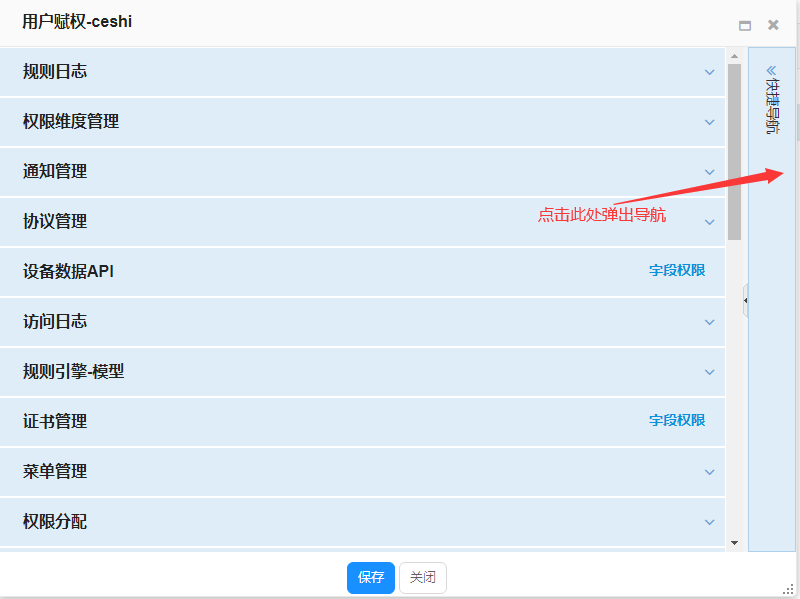 用户赋权-ceshi
规则日志
快捷导航
权限维度管理
通知管理
点击此处弹出导航
协议管理
设备数据API
字段权限
访问日志
规则引擎-模型
证书管理
字段权限
菜单管理
权限分配
保存
关闭